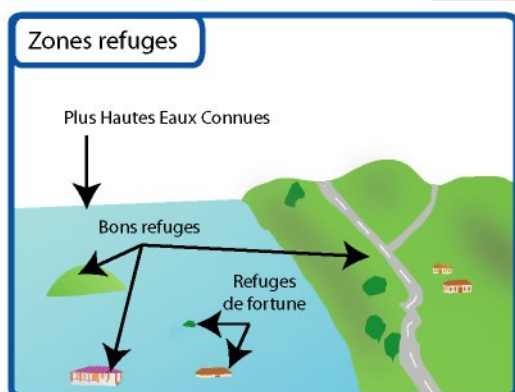 Zones refuges
Plus Hautes Eaux Connues
Bons refuges
Refuges
de fortune